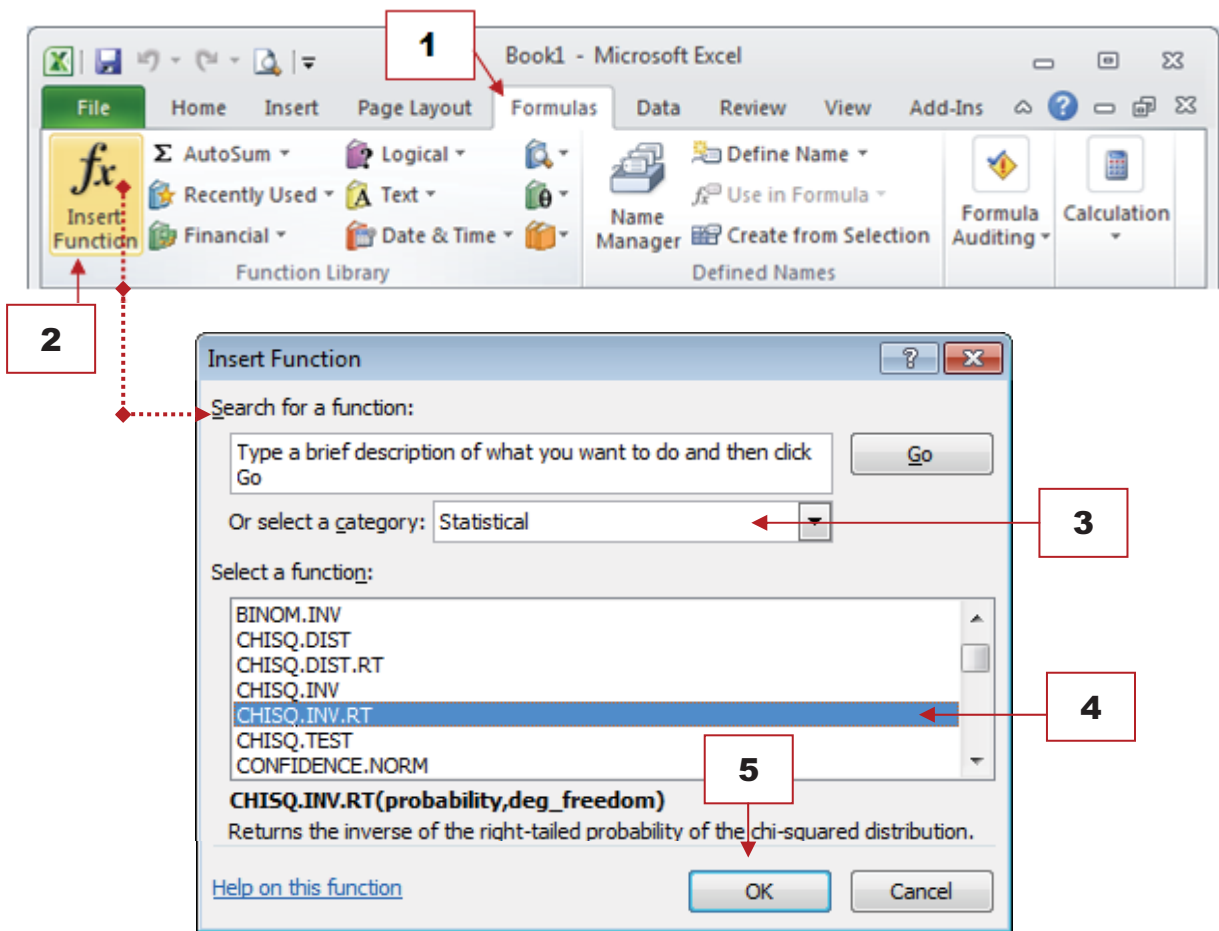 1
Book1 - Microsoft Excel
File Home Insert Page Layout Formulas Data Review View Add-Ins
fx Insert Function
Σ AutoSum
Recently Used
Financial
Logical
Text
Date & Time
θ
Function Library
Name Manager
Define Name
fx Use in Formula
Create from Selection
Defined Names
Formula Auditing
Calculation
2
Insert Function
Search for a function:
Type a brief description of what you want to do and then click
Go
Go
Or select a category: Statistical
3
Select a function:
BINOM.INV
CHISQ.DIST
CHISQ.DIST.RT
CHISQ.INV
CHISQ.INV.RT
4
CHISQ.TEST
CONFIDENCE.NORM
5
CHISQ.INV.RT(probability,deg_freedom)
Returns the inverse of the right-tailed probability of the chi-squared distribution.
Help on this function
OK
Cancel